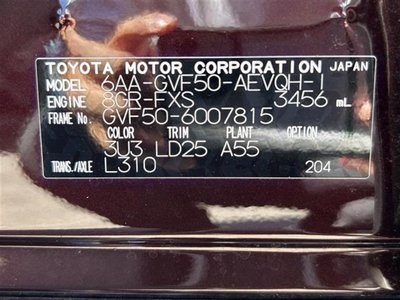 TOYOTA MOTOR CORPORATION JAPAN
MODEL 6AA-GVF50-AEVQH-I
ENGINE 8GR-FXS 3456 mL
FRAME No. GVF50-6007815
COLOR TRIM PLANT OPTION
3U3 LD25 A55
TRANS./AXLE L310 204